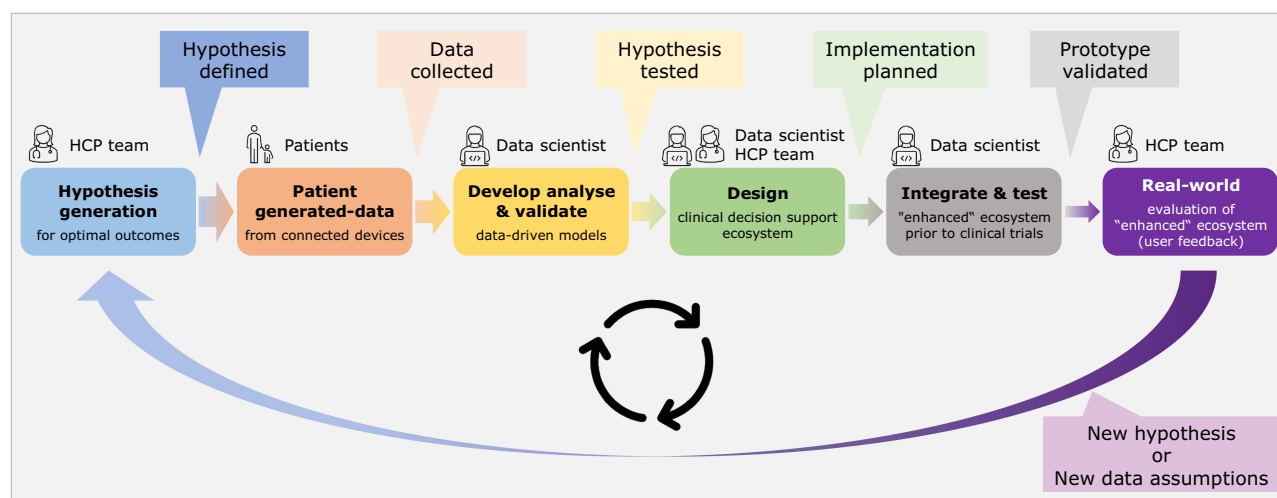 Hypothesis
defined
Data
collected
Hypothesis
tested
Implementation
planned
Prototype
validated
HCP team
Patients
Data scientist
Data scientist
HCP team
Data scientist
HCP team
Hypothesis
generation
for optimal outcomes
Patient
generated-data
from connected devices
Develop analyse
& validate
data-driven models
Design
clinical decision support
ecosystem
Integrate & test
"enhanced“ ecosystem
prior to clinical trials
Real-world
evaluation of
“enhanced“ ecosystem
(user feedback)
New hypothesis
or
New data assumptions